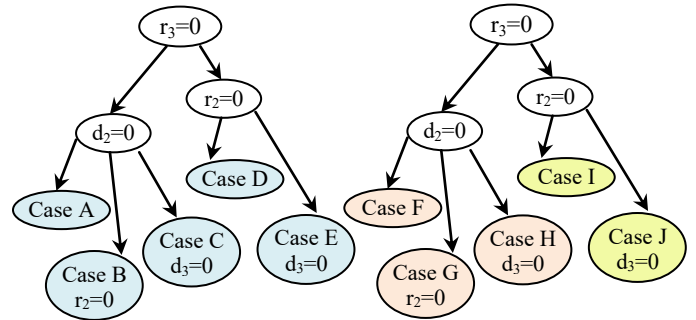 r₃=0
r₂=0
d₂=0
Case D
Case A
Case C
d₃=0
Case E
d₃=0
Case B
r₂=0
r₃=0
r₂=0
d₂=0
Case I
Case F
Case H
d₃=0
Case J
d₃=0
Case G
r₂=0